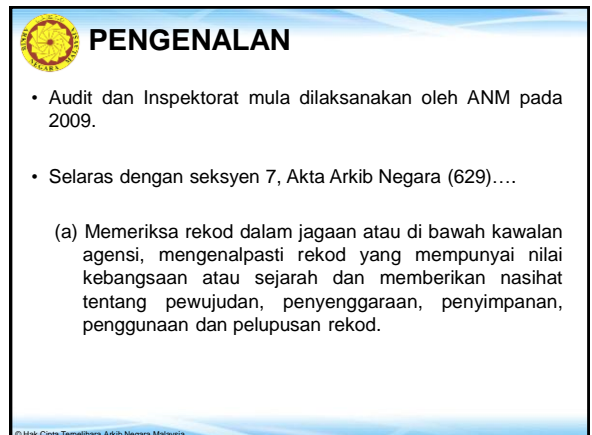 PENGENALAN
• Audit dan Inspektorat mula dilaksanakan oleh ANM pada
2009.
• Selaras dengan seksyen 7, Akta Arkib Negara (629)….
(a) Memeriksa rekod dalam jagaan atau di bawah kawalan
agensi, mengenalpasti rekod yang mempunyai nilai
kebangsaan atau sejarah dan memberikan nasihat
tentang pewujudan, penyenggaraan, penyimpanan,
penggunaan dan pelupusan rekod.
© Hak Cipta Terpelihara Arkib Negara Malaysia